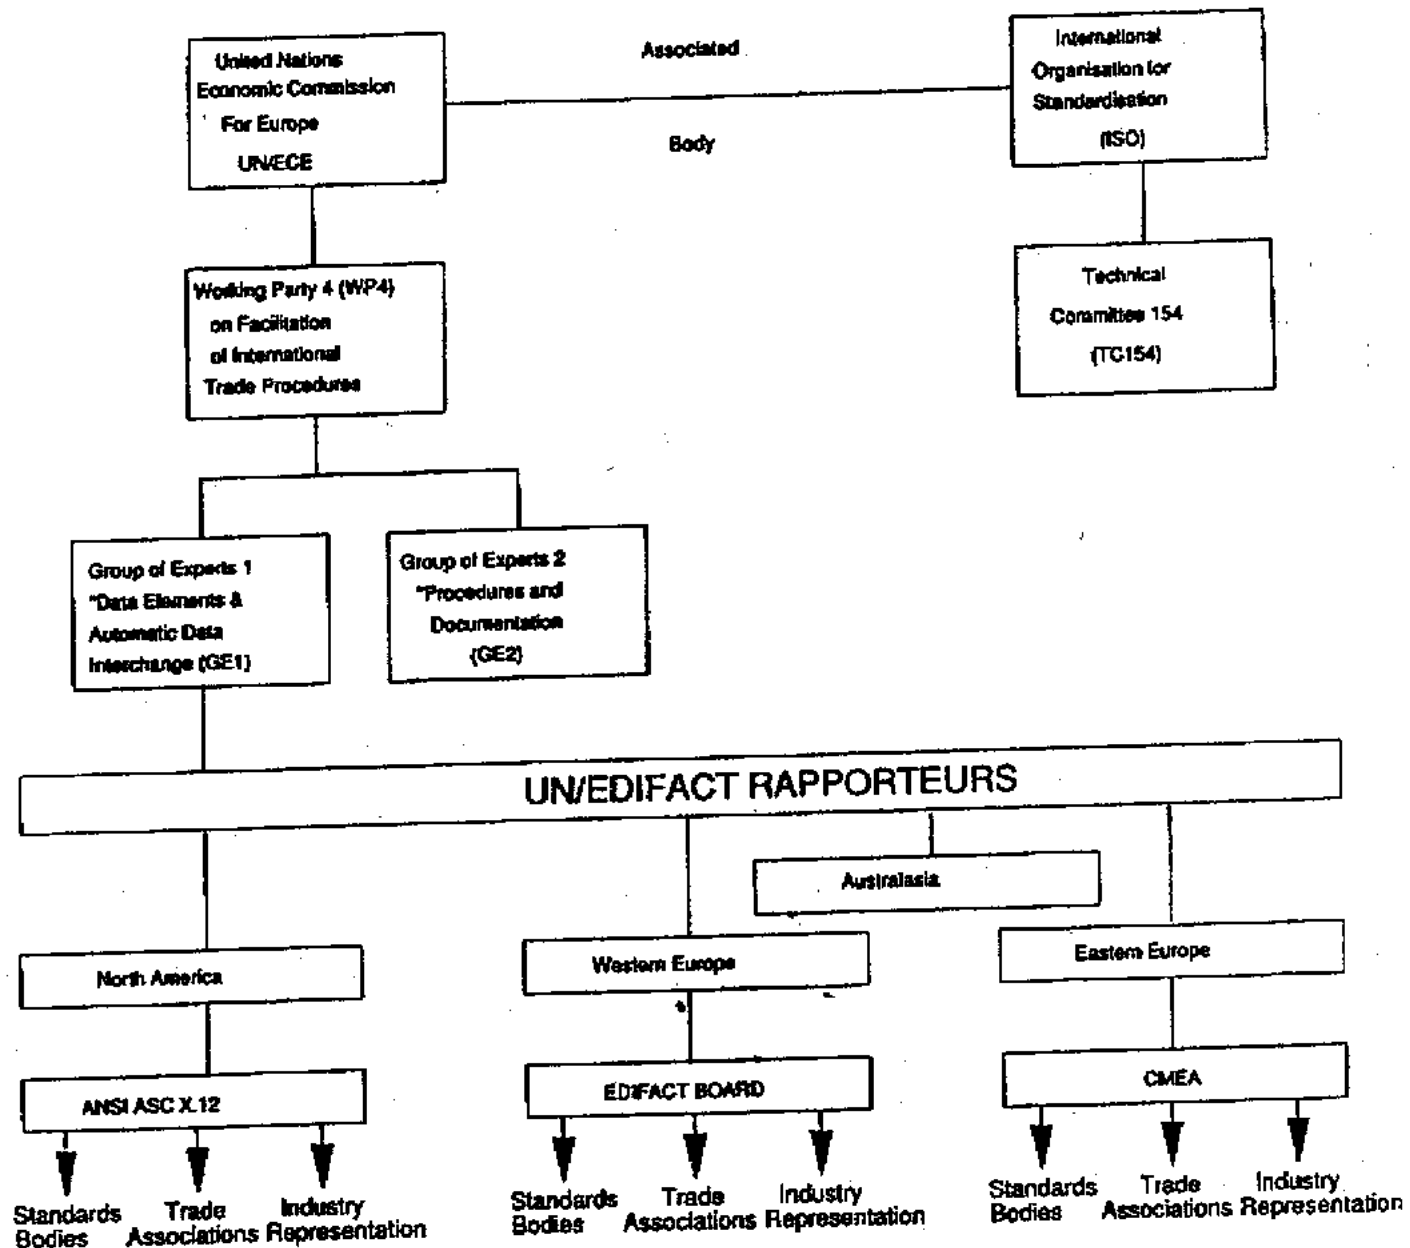 United Nations
Economic Commission
For Europe
UN/ECE
Associated
Body
International
Organisation for
Standardisation
(ISO)
Working Party 4 (WP4)
on Facilitation
of International
Trade Procedures
Technical
Committee 154
(TC154)
Group of Experts 1
"Data Elements &
Automatic Data
Interchange (GE1)
Group of Experts 2
"Procedures and
Documentation
(GE2)
UN/EDIFACT RAPPORTEURS
Australasia
North America
Western Europe
Eastern Europe
ANSI ASC X.12
EDIFACT BOARD
CMEA
Standards
Bodies
Trade
Associations
Industry
Representation
Standards
Bodies
Trade
Associations
Industry
Representation
Standards
Bodies
Trade
Associations
Industry
Representation